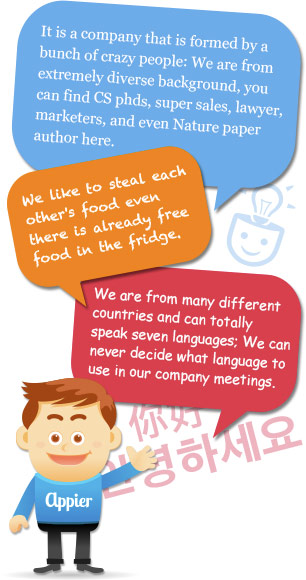 It is a company that is formed by a
bunch of crazy people: We are from
extremely diverse background, you
can find CS phds, super sales, lawyer,
marketers, and even Nature paper
author here.
We like to steal each
other's food even
there is already free
food in the fridge.
We are from many different
countries and can totally
speak seven languages; We can
never decide what language to
use in our company meetings.
你好
안녕하세요
Appier